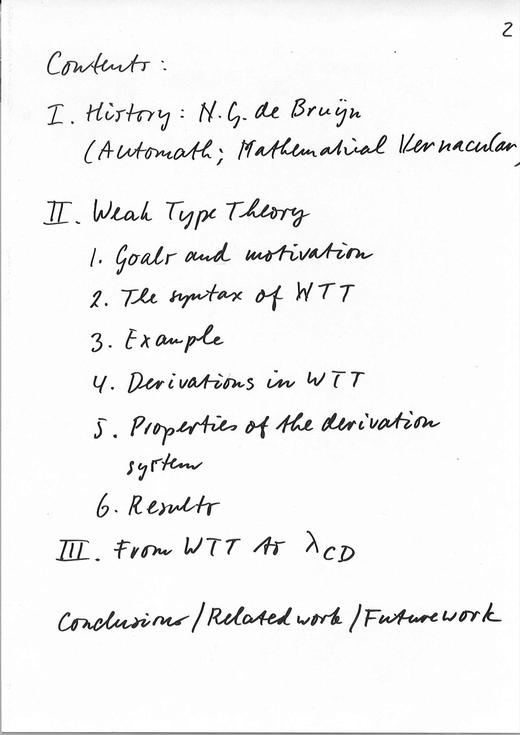 2
Contents:
I. History: N.G. de Bruijn
(Automath; Mathematical Vernacular)
II. Weak Type Theory
1. Goals and motivation
2. The syntax of WTT
3. Example
4. Derivations in WTT
5. Properties of the derivation
system
6. Results
III. From WTT to λCD
Conclusions/Related work/Future work